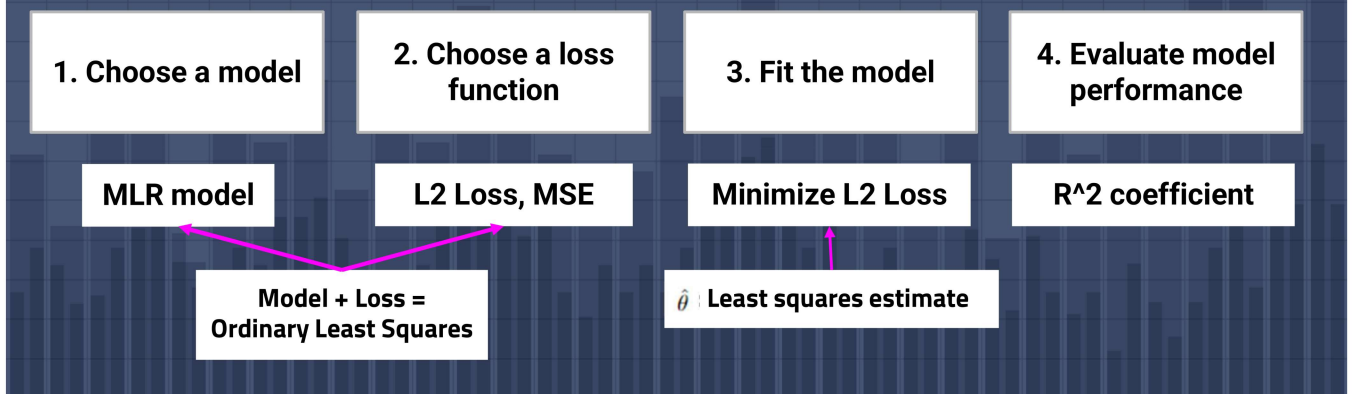 1. Choose a model
2. Choose a loss
function
3. Fit the model
4. Evaluate model
performance
MLR model
L2 Loss, MSE
Minimize L2 Loss
R^2 coefficient
Model + Loss =
Ordinary Least Squares
θ̂ : Least squares estimate